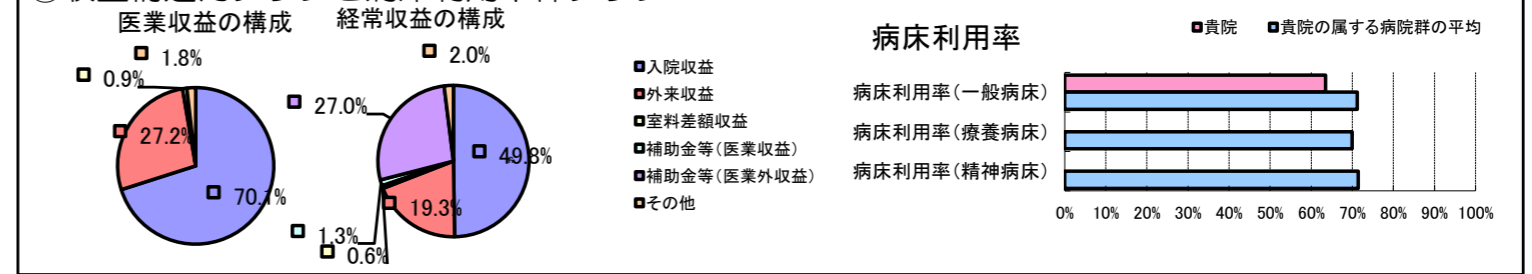 医業収益の構成
1.8%
0.9%
27.2%
70.1%
経常収益の構成
2.0%
27.0%
49.8%
19.3%
1.3%
0.6%
入院収益
外来収益
室料差額収益
補助金等(医業収益)
補助金等(医業外収益)
その他
病床利用率
貴院 貴院の属する病院群の平均
病床利用率(一般病床)
病床利用率(療養病床)
病床利用率(精神病床)
0% 10% 20% 30% 40% 50% 60% 70% 80% 90% 100%